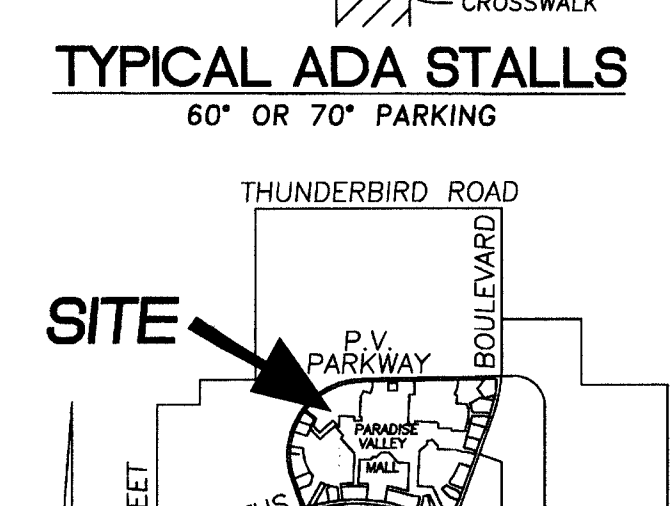 CROSSWALK
TYPICAL ADA STALLS
60° OR 70° PARKING
THUNDERBIRD ROAD
BOULEVARD
SITE
P.V.
PARKWAY
PARADISE
VALLEY
MALL